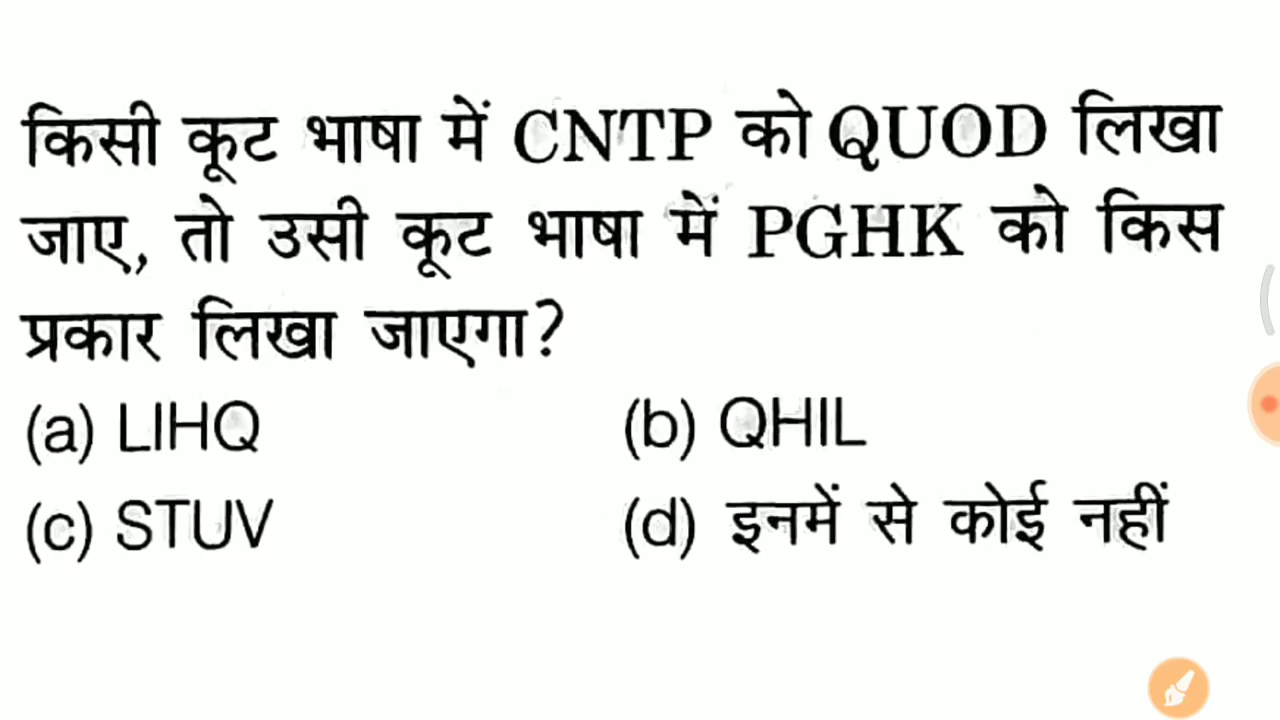 किसी कूट भाषा में CNTP को QUOD लिखा
जाए, तो उसी कूट भाषा में PGHK को किस
प्रकार लिखा जाएगा?
(a) LIHQ (b) QHIL
(c) STUV (d) इनमें से कोई नहीं